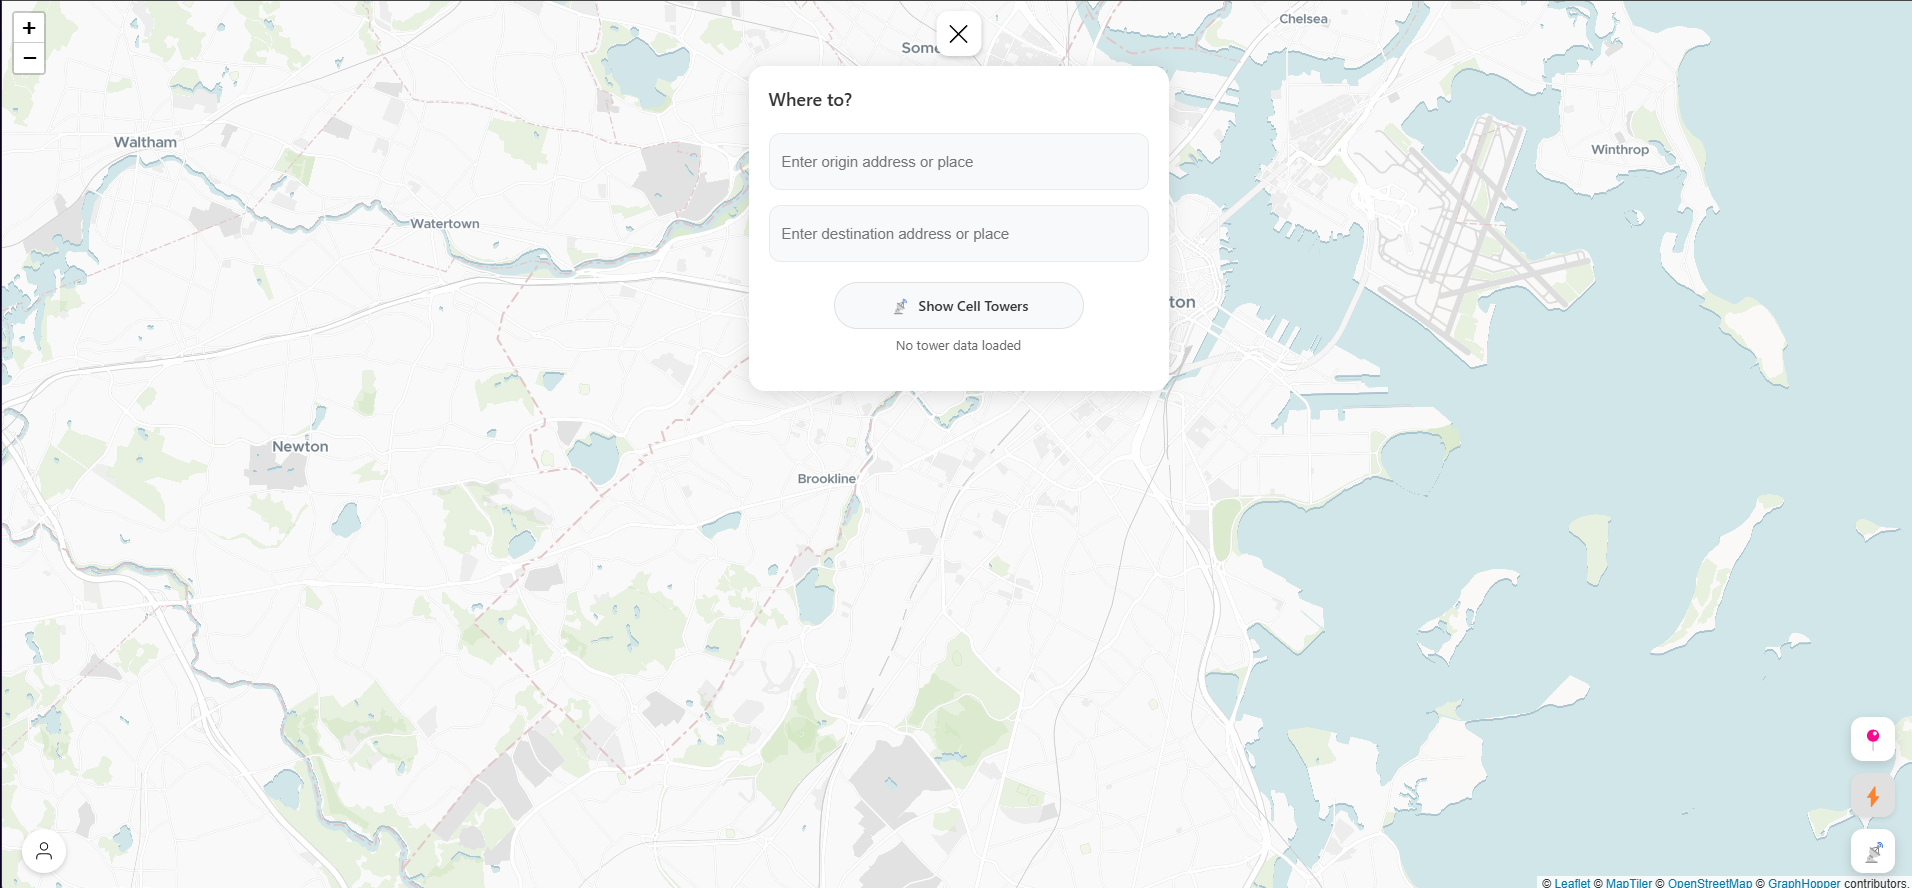 +
−
Chelsea
Some
Where to?
Waltham
Winthrop
Enter origin address or place
Watertown
Enter destination address or place
Show Cell Towers
ton
No tower data loaded
Newton
Brookline
© Leaflet © MapTiler © OpenStreetMap © GraphHopper contributors.